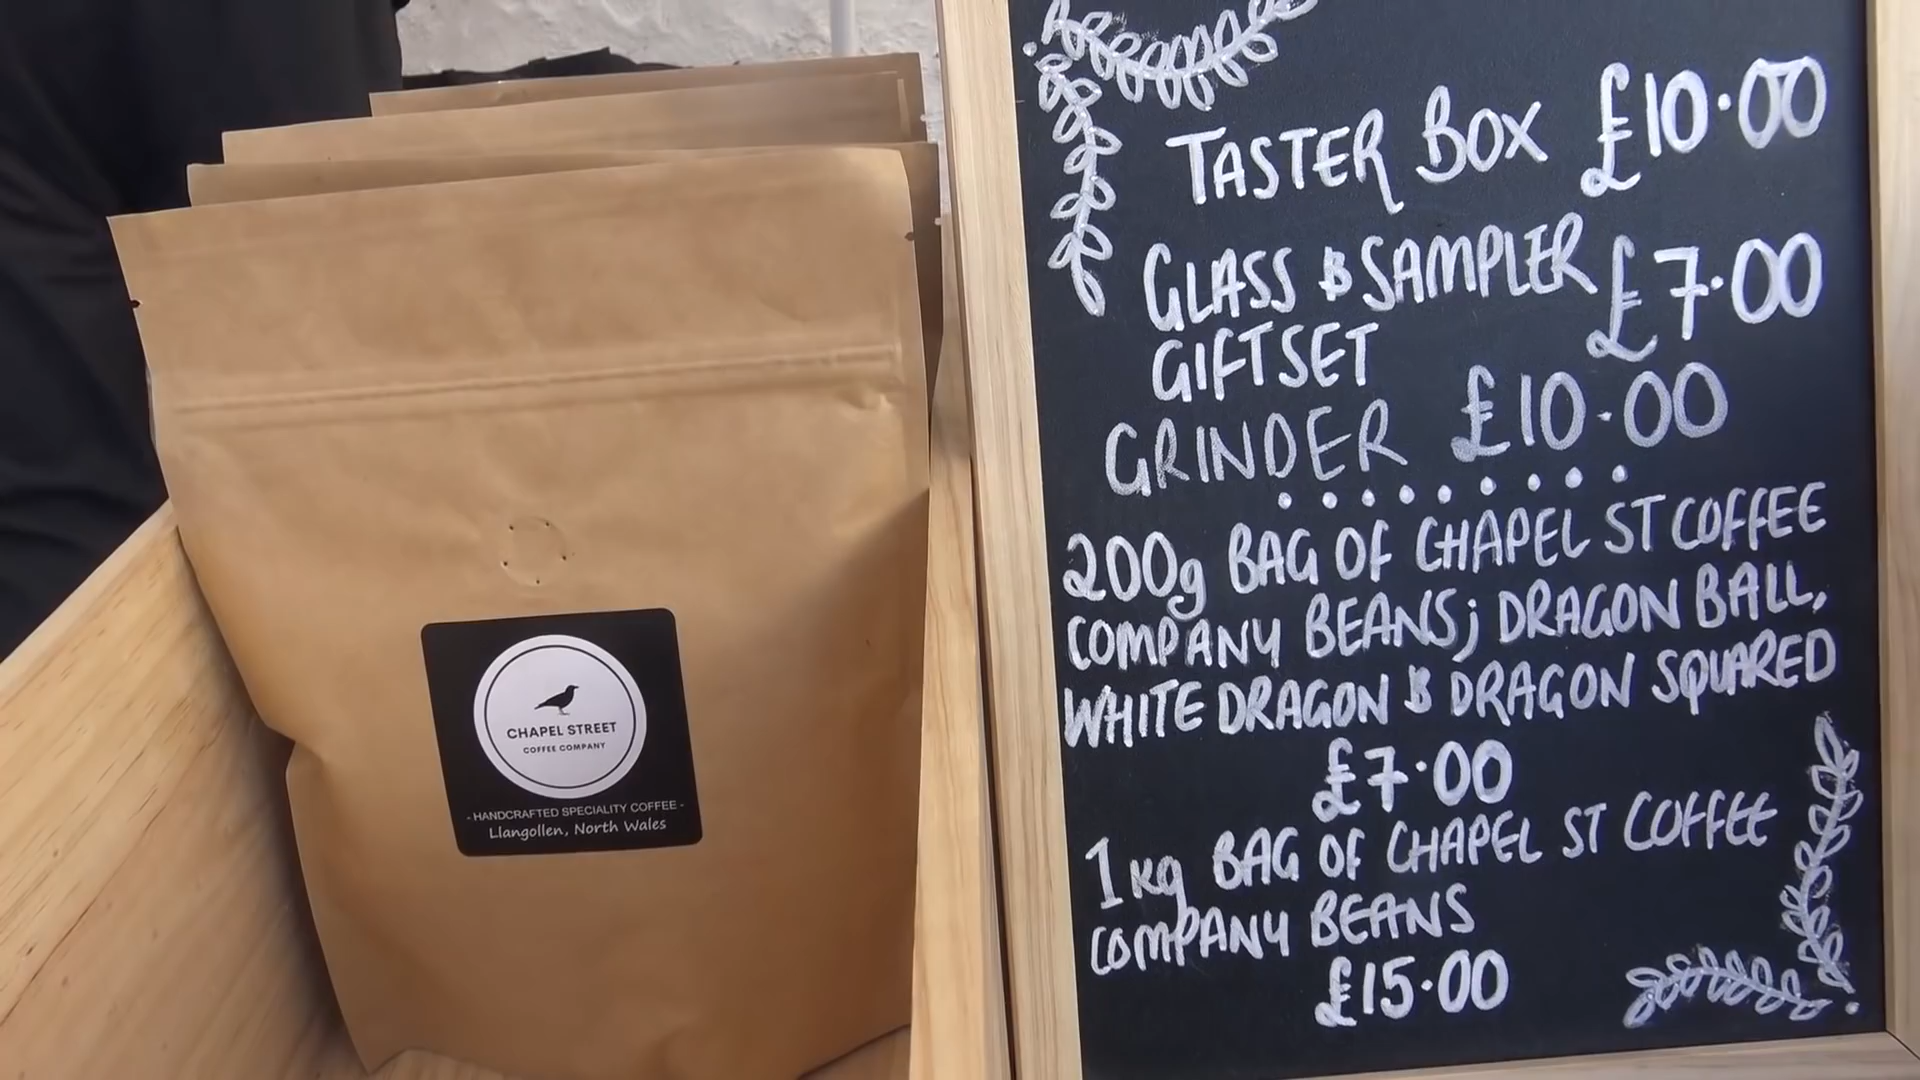 CHAPEL STREET
COFFEE COMPANY
- HANDCRAFTED SPECIALITY COFFEE -
Llangollen, North Wales
TASTER BOX £10.00
GLASS & SAMPLER £7.00
GIFTSET
GRINDER £10.00
200g BAG OF CHAPEL ST COFFEE
COMPANY BEANS; DRAGON BALL,
WHITE DRAGON & DRAGON SQUARED
£7.00
1kg BAG OF CHAPEL ST COFFEE
COMPANY BEANS
£15.00